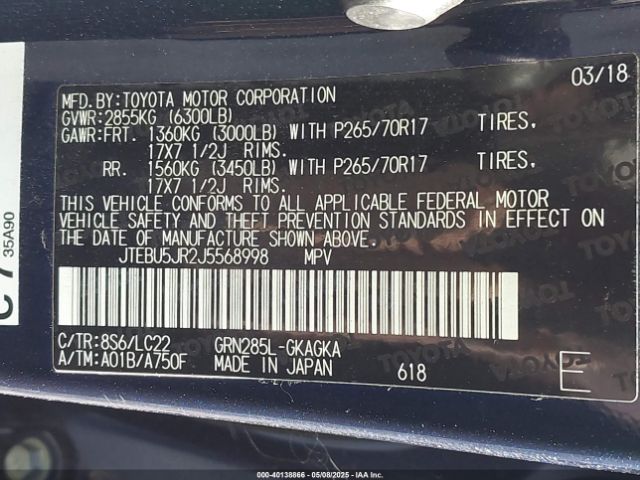 03/18
MFD.BY:TOYOTA MOTOR CORPORATION
GVWR:2855KG (6300LB)
GAWR:FRT. 1360KG (3000LB) WITH P265/70R17 TIRES,
17X7 1/2J RIMS.
RR. 1560KG (3450LB) WITH P265/70R17 TIRES,
17X7 1/2J RIMS.
THIS VEHICLE CONFORMS TO ALL APPLICABLE FEDERAL MOTOR
VEHICLE SAFETY AND THEFT PREVENTION STANDARDS IN EFFECT ON
THE DATE OF MANUFACTURE SHOWN ABOVE.
JTEBU5JR2J5568998 MPV
C/TR:8S6/LC22 GRN285L-GKAGKA
A/TM:A01B/A750F MADE IN JAPAN 618 E
35A90
TOYOTA
000-40138866 - 05/08/2025 - IAA Inc.